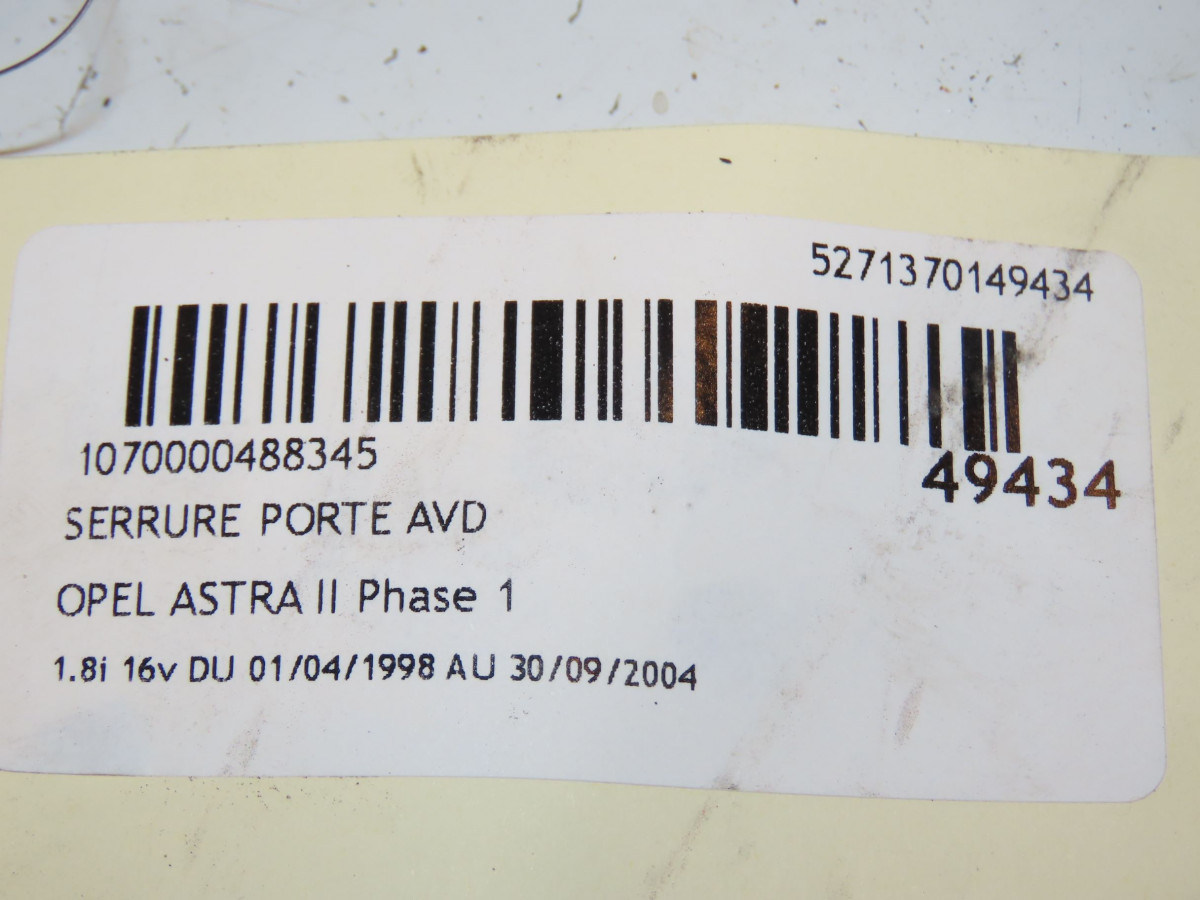 5271370149434
1070000488345
49434
SERRURE PORTE AVD
OPEL ASTRA II Phase 1
1.8i 16v DU 01/04/1998 AU 30/09/2004